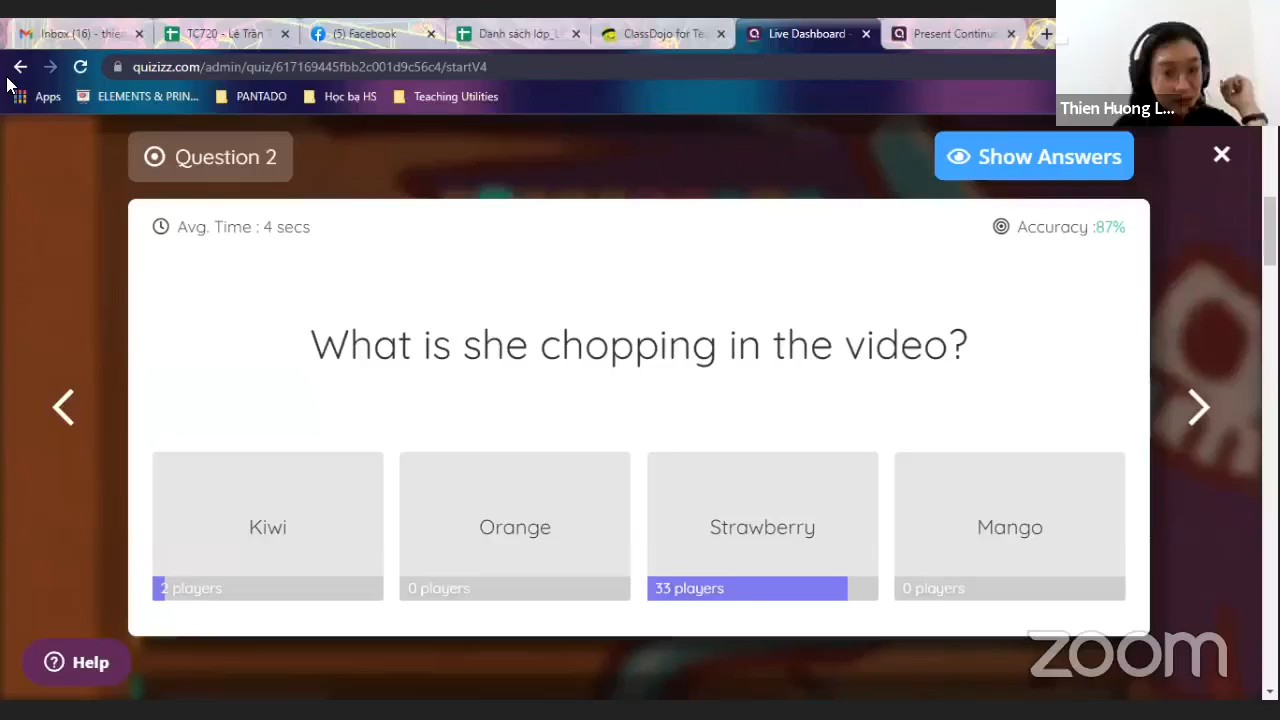 Inbox (16) - thie
TC720 - Lê Trần T
(5) Facebook
Danh sách lớp_L
ClassDojo for Te
Live Dashboard -
Present Continu
quizizz.com/admin/quiz/617169445fbb2c001d9c56c4/startV4
Apps
ELEMENTS & PRIN...
PANTADO
Học bạ HS
Teaching Utilities
Thien Huong L...
Question 2
Show Answers
Avg. Time : 4 secs
Accuracy :87%
What is she chopping in the video?
Kiwi
2 players
Orange
0 players
Strawberry
33 players
Mango
0 players
Help
zoom